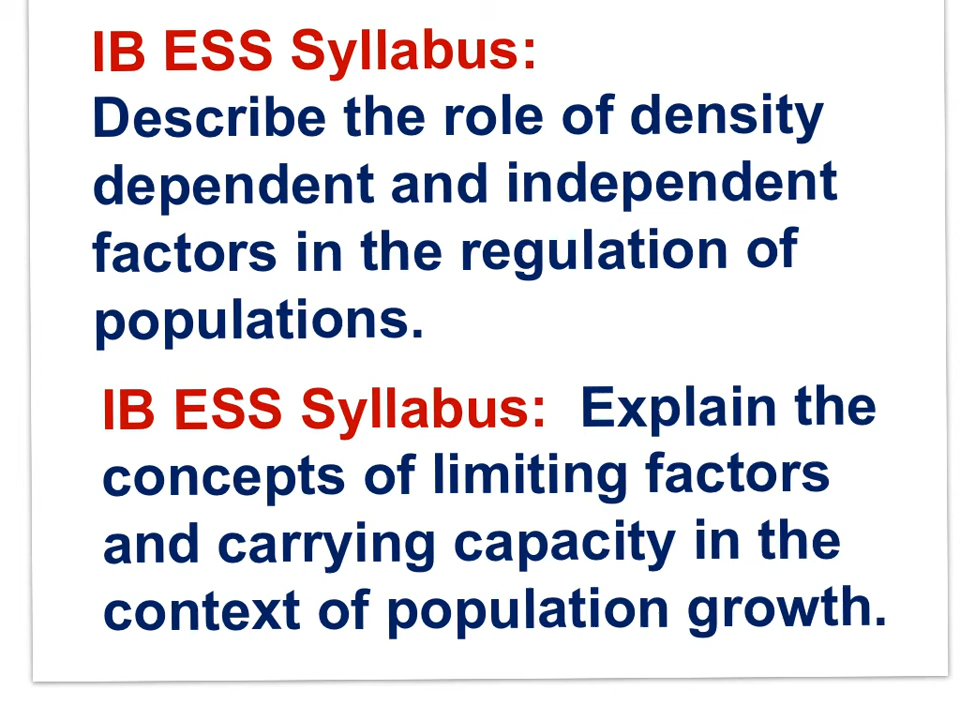 IB ESS Syllabus:
Describe the role of density
dependent and independent
factors in the regulation of
populations.
IB ESS Syllabus: Explain the
concepts of limiting factors
and carrying capacity in the
context of population growth.